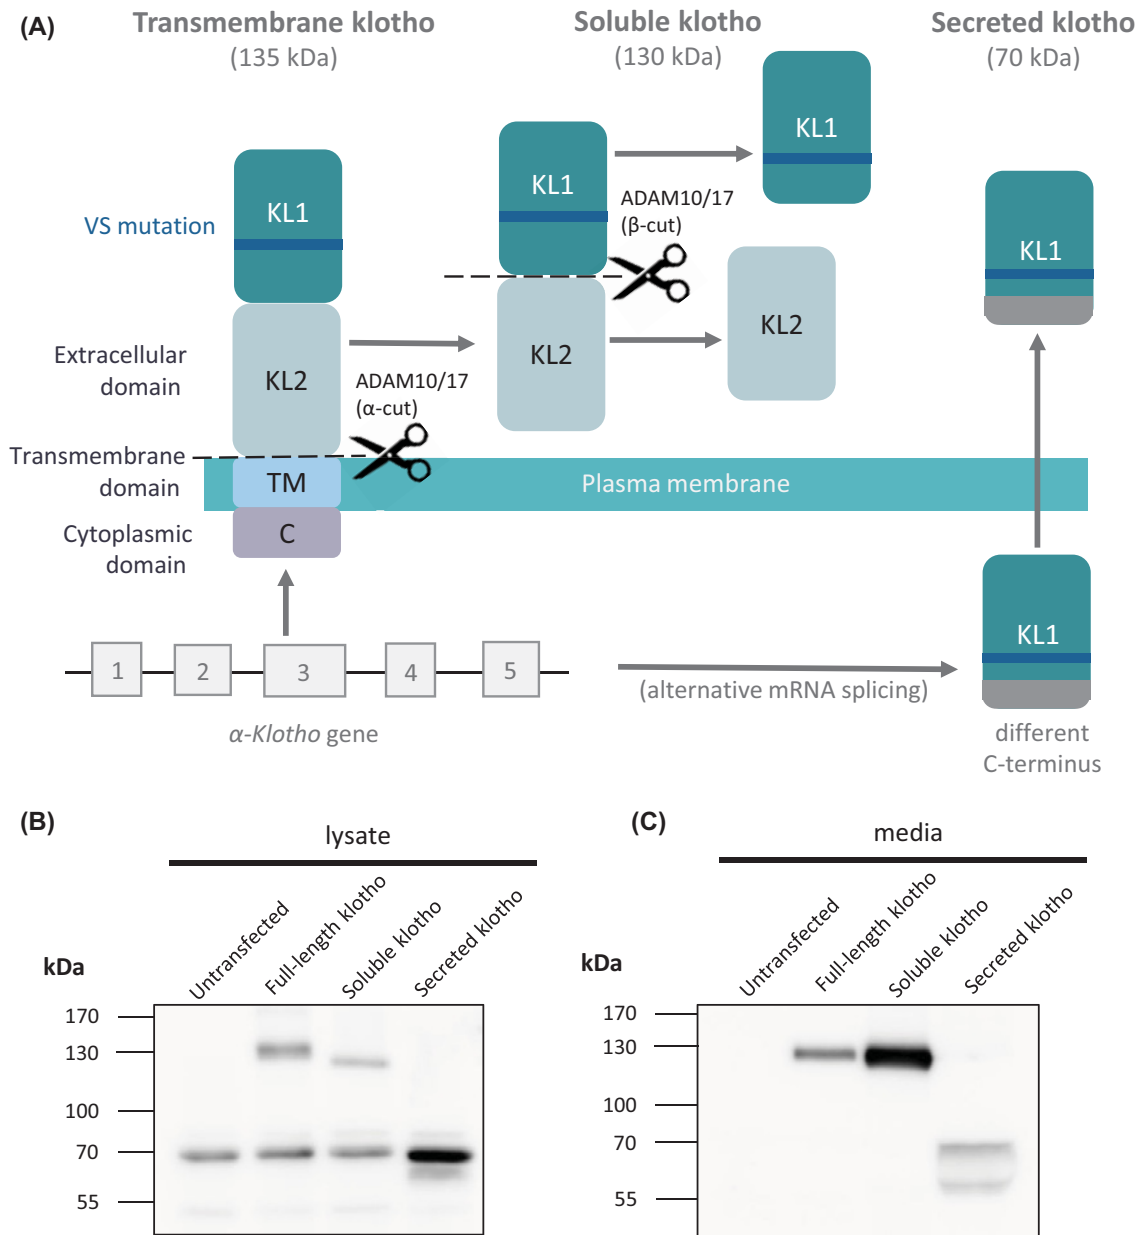 (A)
Transmembrane klotho
(135 kDa)
Soluble klotho
(130 kDa)
Secreted klotho
(70 kDa)
KL1
VS mutation
KL1
ADAM10/17
(β-cut)
KL1
KL1
Extracellular
domain
KL2
ADAM10/17
(α-cut)
KL2
KL2
Transmembrane
domain
TM
Plasma membrane
Cytoplasmic
domain
C
1
2
3
4
5
α-Klotho gene
(alternative mRNA splicing)
KL1
different
C-terminus
(B)
lysate
Untransfected
Full-length klotho
Soluble klotho
Secreted klotho
kDa
170
130
100
70
55
(C)
media
Untransfected
Full-length klotho
Soluble klotho
Secreted klotho
kDa
170
130
100
70
55